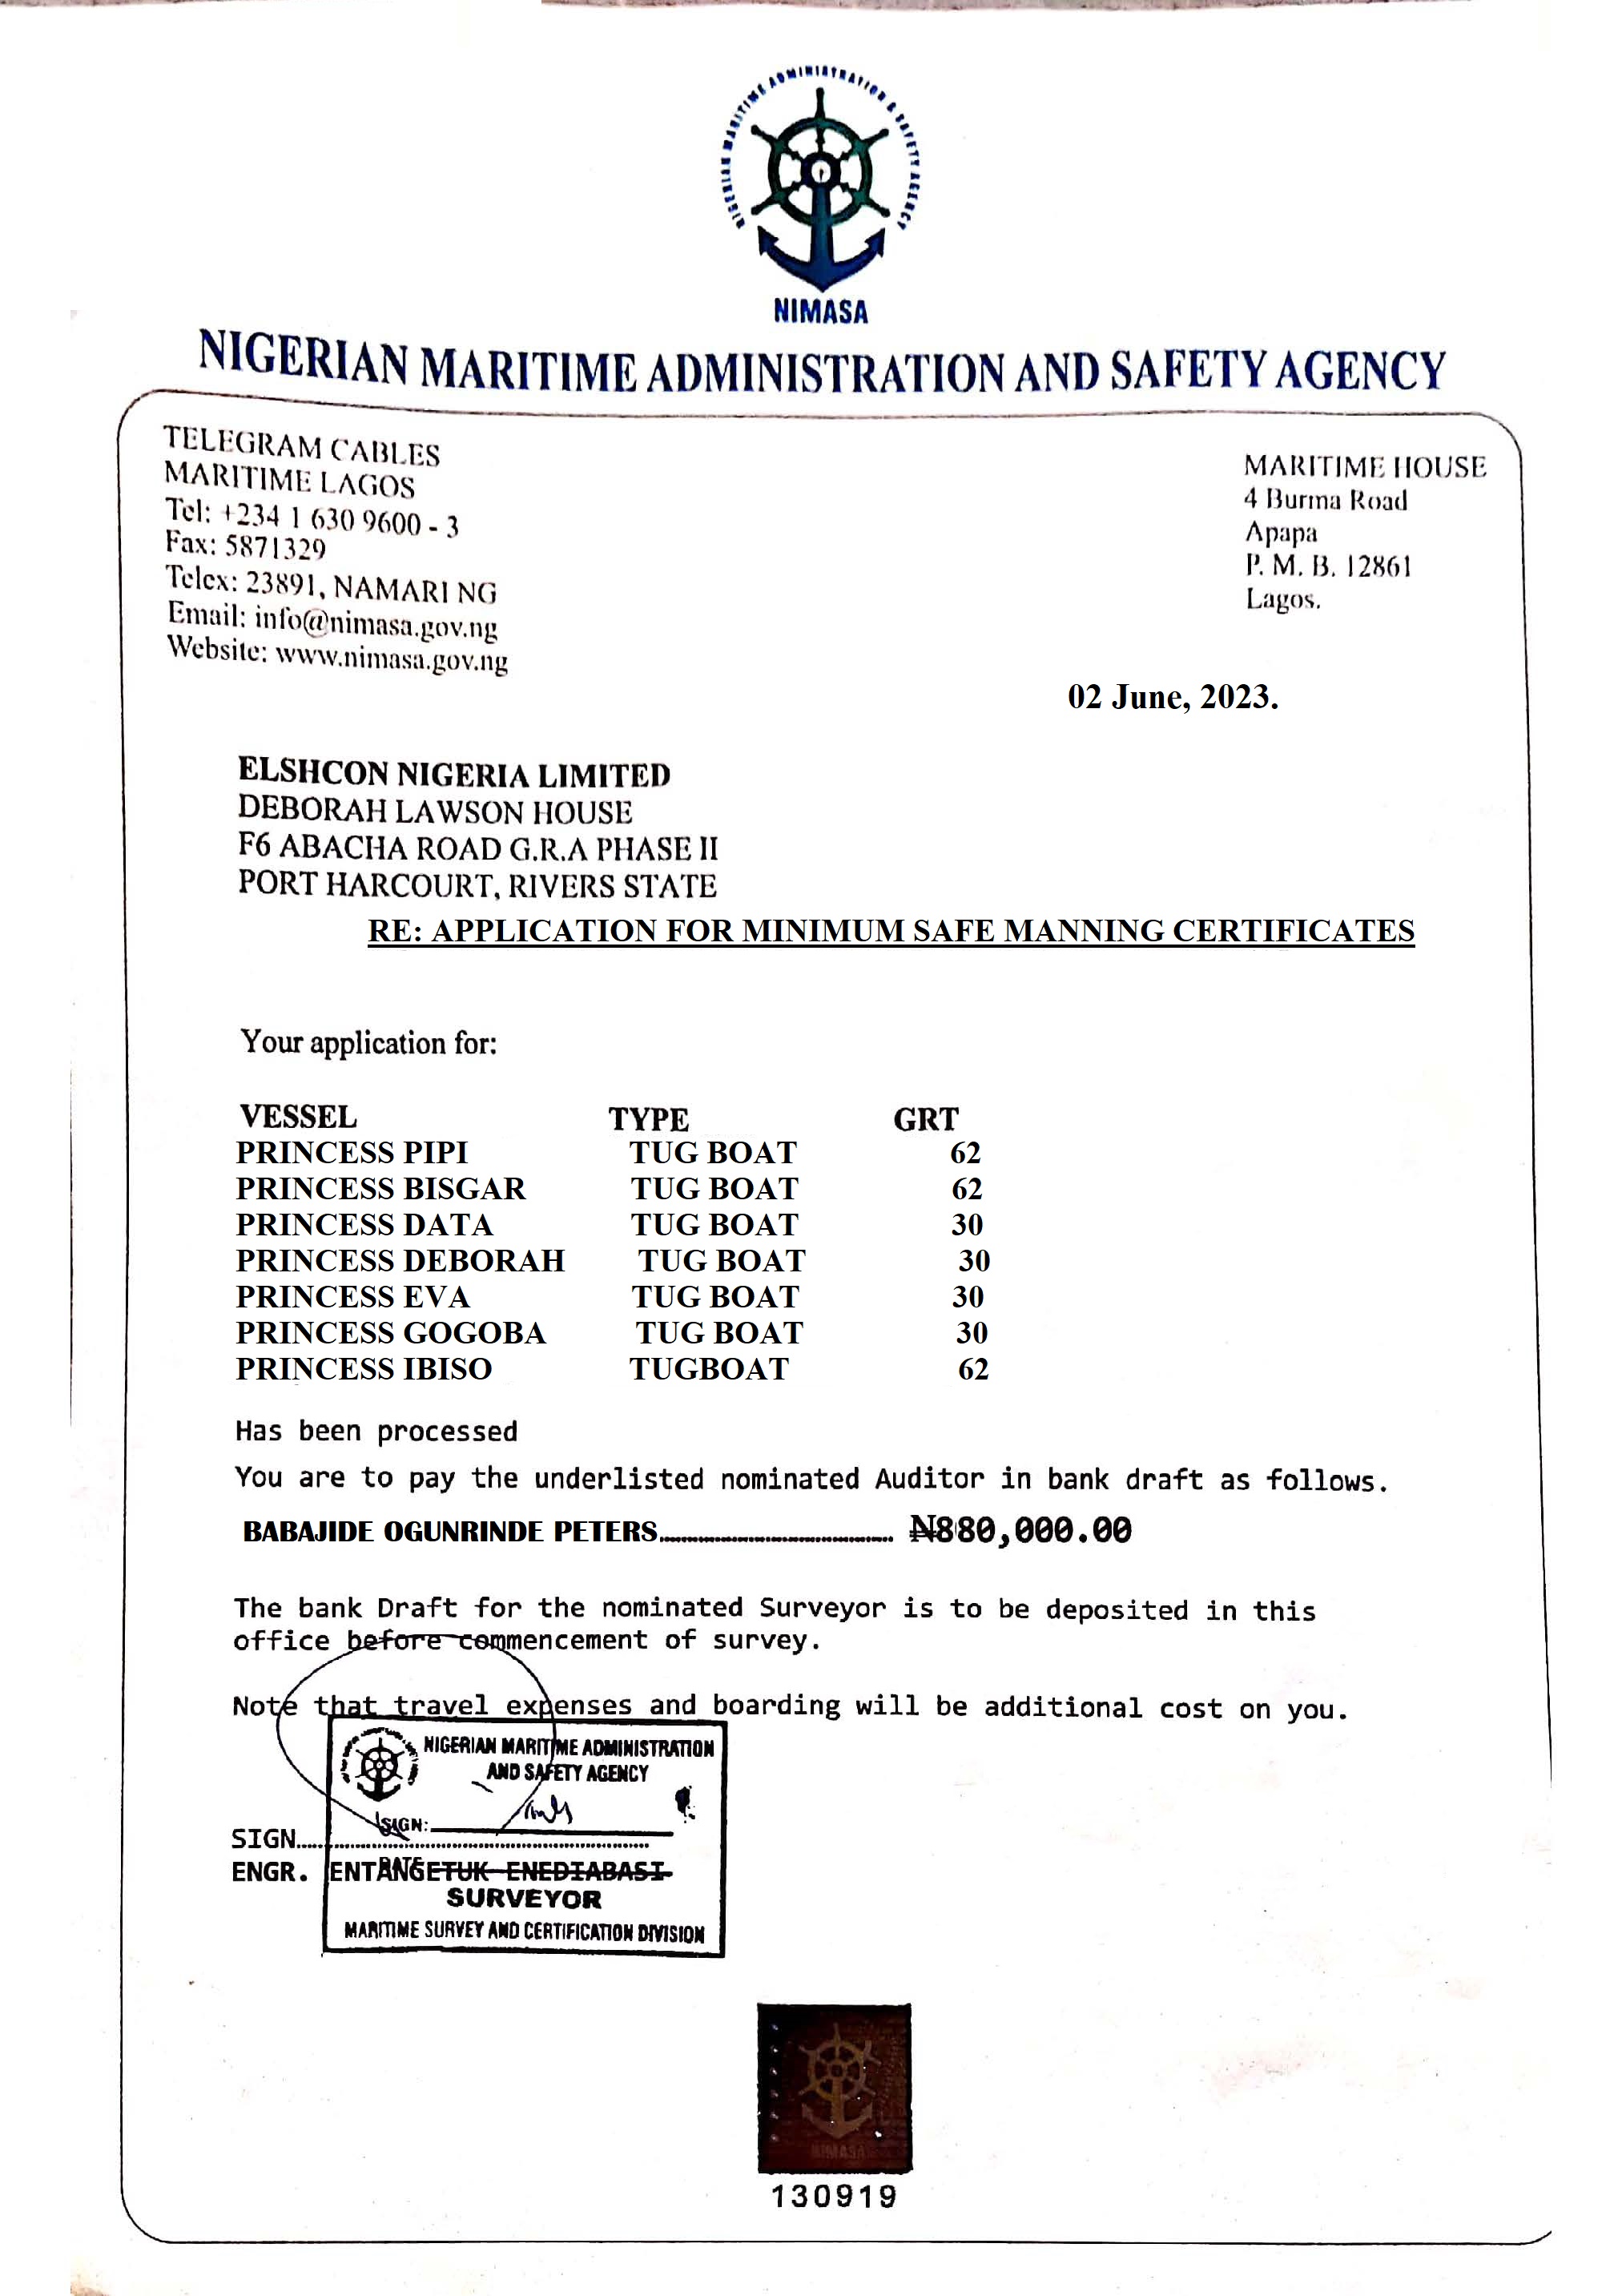 NIGERIAN MARITIME ADMINISTRATION & SAFETY AGENCY
NIMASA
NIGERIAN MARITIME ADMINISTRATION AND SAFETY AGENCY
TELEGRAM CABLES
MARITIME LAGOS
Tel: +234 1 630 9600 - 3
Fax: 5871329
Telex: 23891, NAMARI NG
Email: info@nimasa.gov.ng
Website: www.nimasa.gov.ng
MARITIME HOUSE
4 Burma Road
Apapa
P. M. B. 12861
Lagos.
02 June, 2023.
ELSHCON NIGERIA LIMITED
DEBORAH LAWSON HOUSE
F6 ABACHA ROAD G.R.A PHASE II
PORT HARCOURT, RIVERS STATE
RE: APPLICATION FOR MINIMUM SAFE MANNING CERTIFICATES
Your application for:
VESSEL TYPE GRT
PRINCESS PIPI TUG BOAT 62
PRINCESS BISGAR TUG BOAT 62
PRINCESS DATA TUG BOAT 30
PRINCESS DEBORAH TUG BOAT 30
PRINCESS EVA TUG BOAT 30
PRINCESS GOGOBA TUG BOAT 30
PRINCESS IBISO TUGBOAT 62
Has been processed
You are to pay the underlisted nominated Auditor in bank draft as follows.
BABAJIDE OGUNRINDE PETERS........................................ ₦880,000.00
The bank Draft for the nominated Surveyor is to be deposited in this
office before commencement of survey.
Note that travel expenses and boarding will be additional cost on you.
NIGERIAN MARITIME ADMINISTRATION
AND SAFETY AGENCY
SIGN:
SIGN............................................................
DATE
ENGR. ENTANGETUK ENEDIABASI
SURVEYOR
MARITIME SURVEY AND CERTIFICATION DIVISION
NIMASA
130919